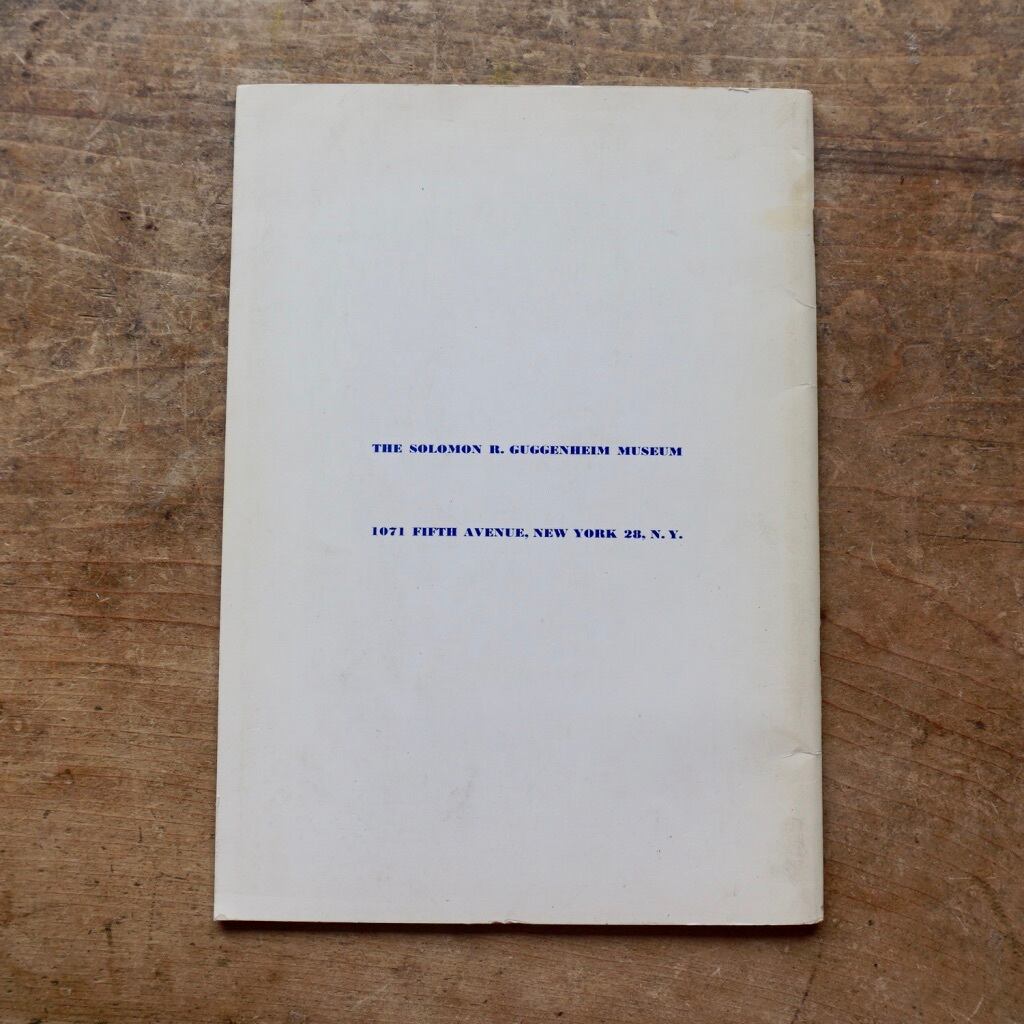 THE SOLOMON R. GUGGENHEIM MUSEUM
1071 FIFTH AVENUE, NEW YORK 28, N. Y.